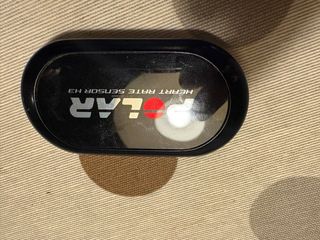 POLAR
HEART RATE SENSOR H3